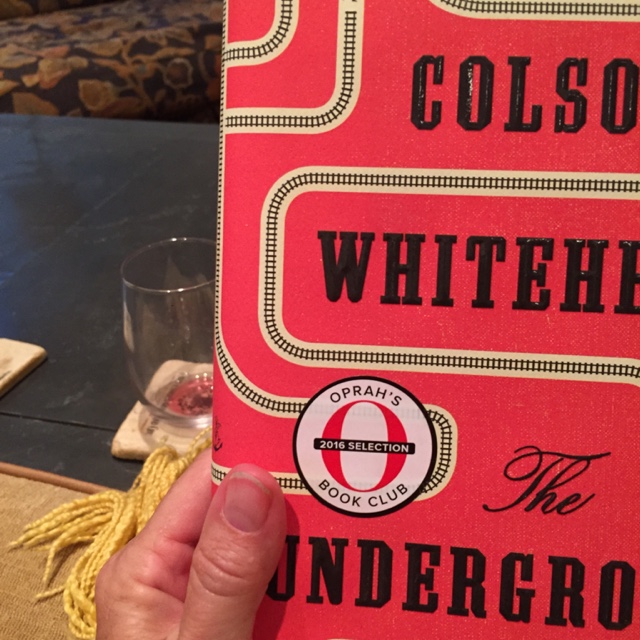 COLSO
WHITEHE
OPRAH'S
2016 SELECTION
BOOK CLUB
The
UNDERGRO